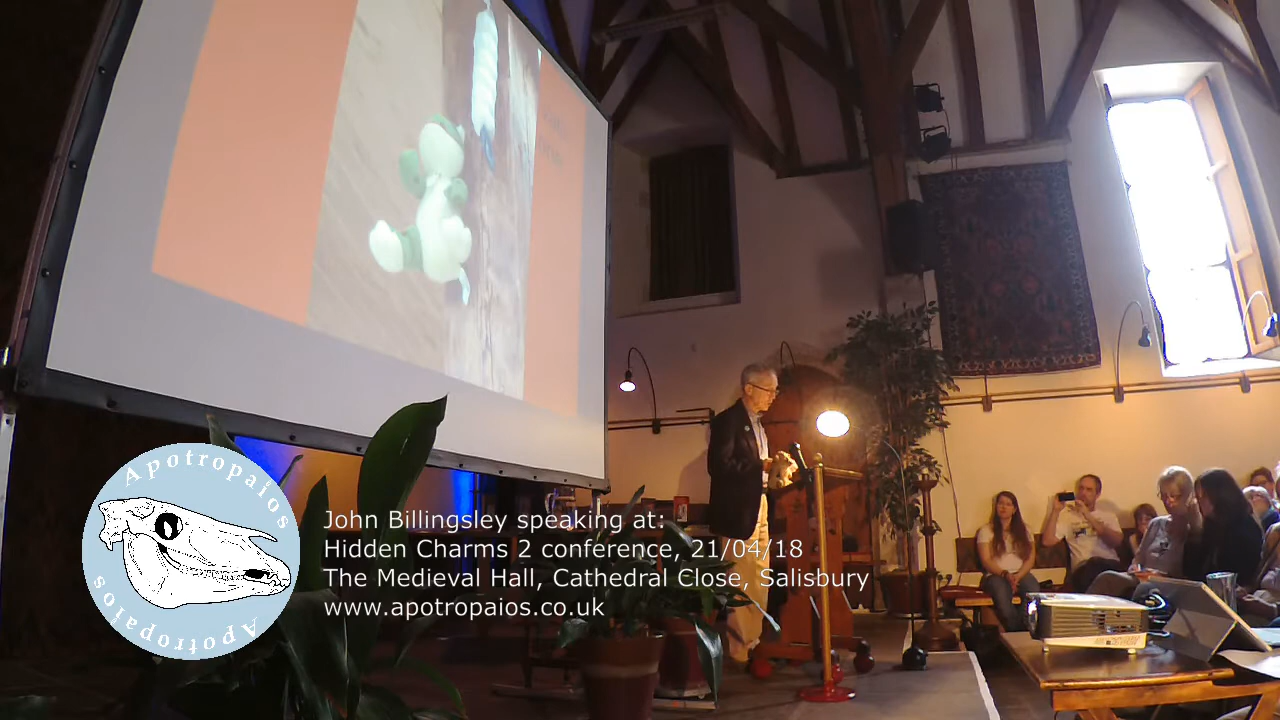 Apotropaios
John Billingsley speaking at:
Hidden Charms 2 conference, 21/04/18
The Medieval Hall, Cathedral Close, Salisbury
www.apotropaios.co.uk
Apotropaios